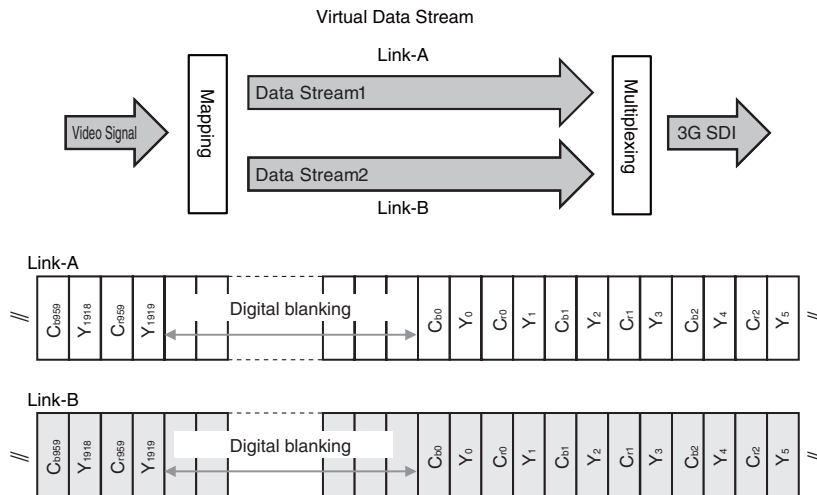 Virtual Data Stream
Link-A
Video Signal
Mapping
Data Stream1
Data Stream2
Multiplexing
3G SDI
Link-B
Link-A
// Cb959 Y1918 Cr959 Y1919 Digital blanking Cb0 Y0 Cr0 Y1 Cb1 Y2 Cr1 Y3 Cb2 Y4 Cr2 Y5 //
Link-B
// Cb959 Y1918 Cr959 Y1919 Digital blanking Cb0 Y0 Cr0 Y1 Cb1 Y2 Cr1 Y3 Cb2 Y4 Cr2 Y5 //